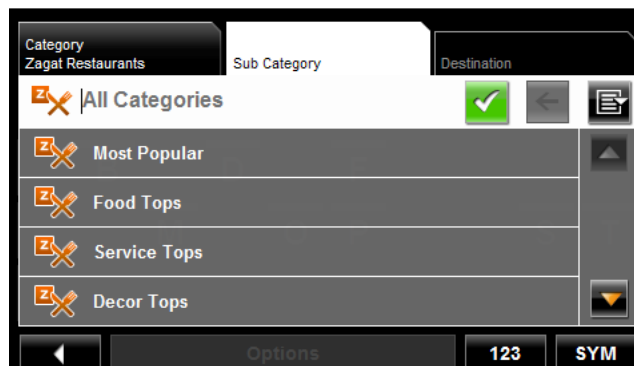 Category
Zagat Restaurants
Sub Category
Destination
Z All Categories
Z Most Popular
Z Food Tops
Z Service Tops
Z Decor Tops
Options
123
SYM